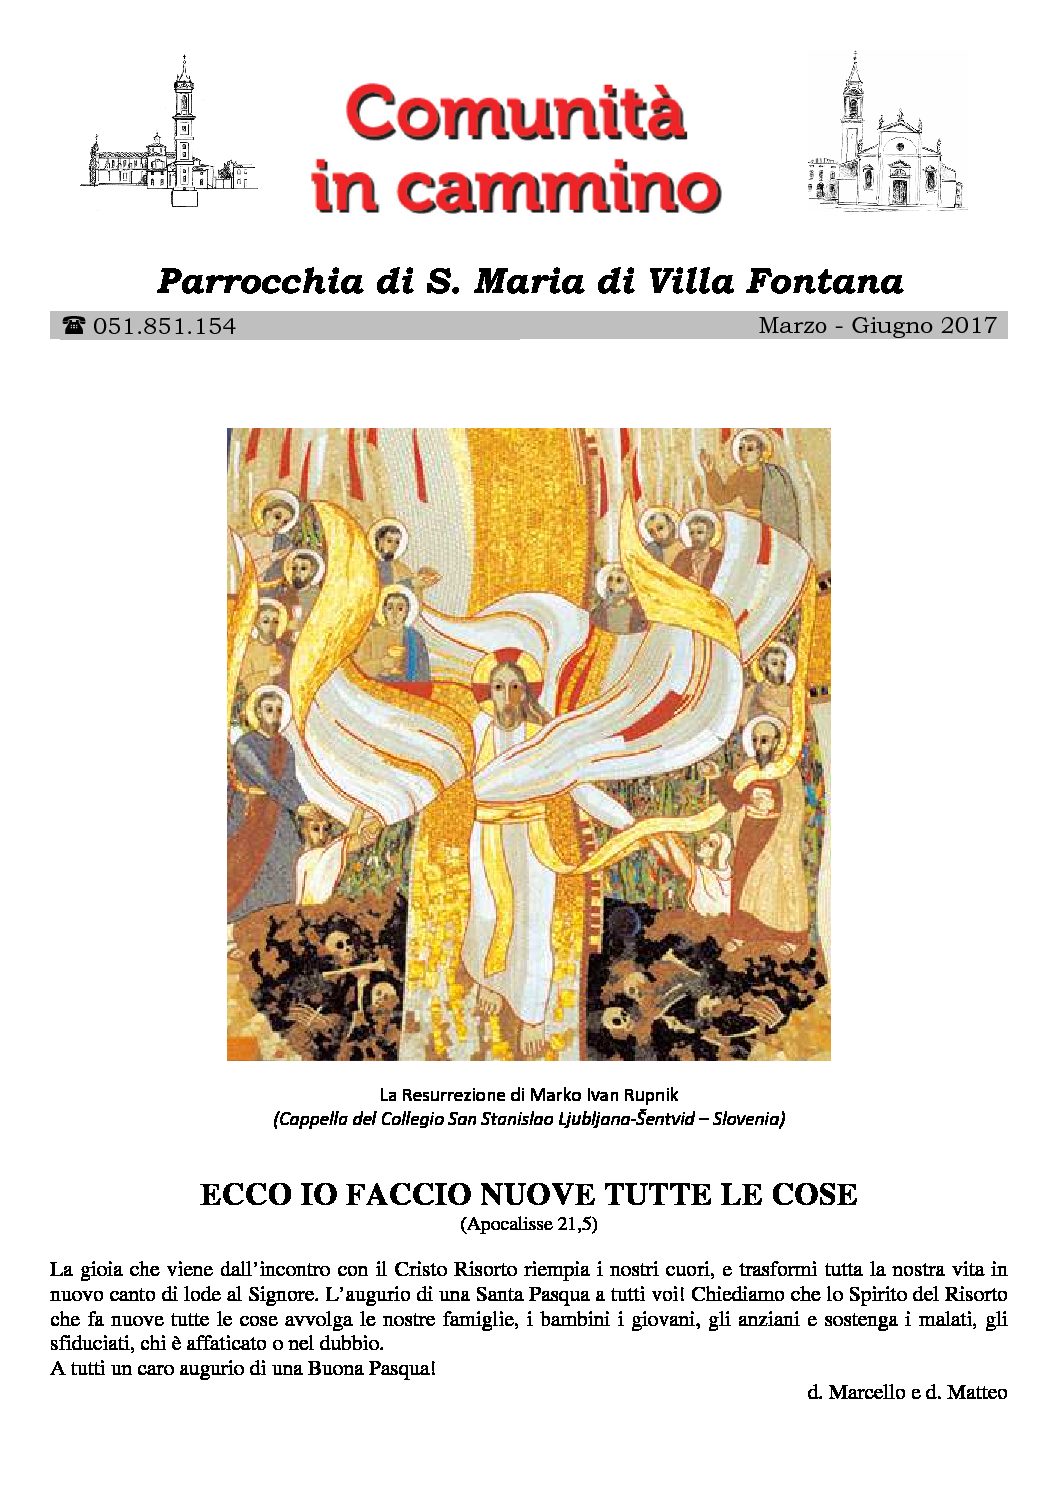 Comunità
in cammino
Parrocchia di S. Maria di Villa Fontana
☎ 051.851.154 Marzo - Giugno 2017
La Resurrezione di Marko Ivan Rupnik
(Cappella del Collegio San Stanislao Ljubljana-Šentvid – Slovenia)
ECCO IO FACCIO NUOVE TUTTE LE COSE
(Apocalisse 21,5)
La gioia che viene dall'incontro con il Cristo Risorto riempia i nostri cuori, e trasformi tutta la nostra vita in
nuovo canto di lode al Signore. L'augurio di una Santa Pasqua a tutti voi! Chiediamo che lo Spirito del Risorto
che fa nuove tutte le cose avvolga le nostre famiglie, i bambini i giovani, gli anziani e sostenga i malati, gli
sfiduciati, chi è affaticato o nel dubbio.
A tutti un caro augurio di una Buona Pasqua!
d. Marcello e d. Matteo